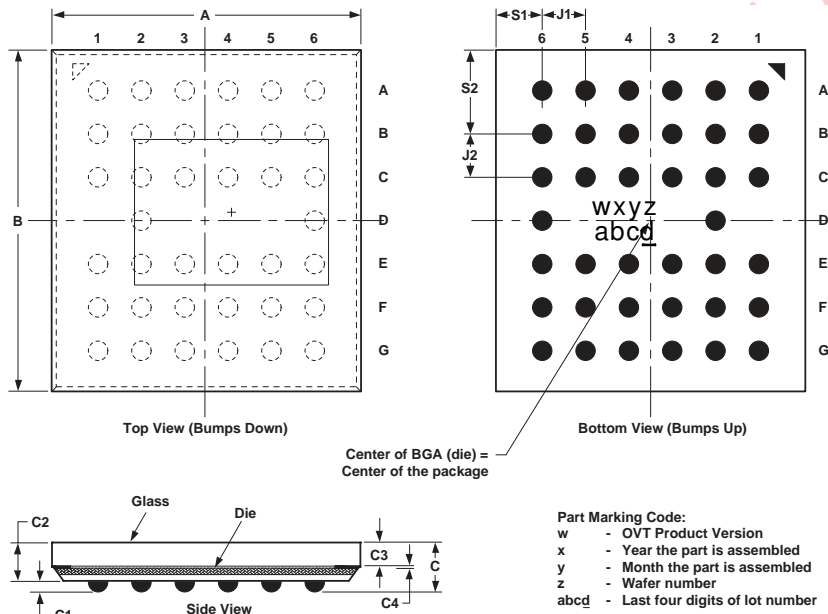 A
1 2 3 4 5 6
A
B
C
D
E
F
G
B
Top View (Bumps Down)
S1 J1
6 5 4 3 2 1
S2
J2
A
B
C
D
E
F
G
wxyz
abcd
Bottom View (Bumps Up)
Center of BGA (die) =
Center of the package
Glass
Die
C2
C3
C
C4
C1
Side View
Part Marking Code:
w - OVT Product Version
x - Year the part is assembled
y - Month the part is assembled
z - Wafer number
abcd - Last four digits of lot number